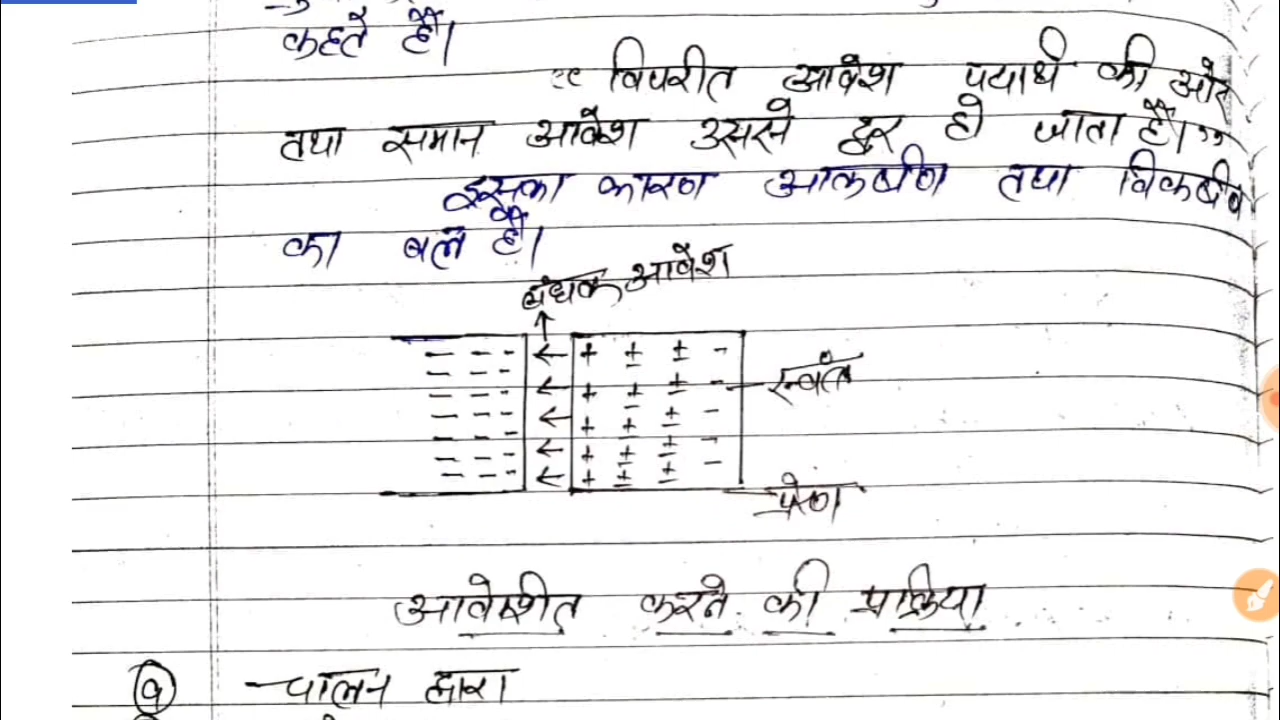 कहते हैं।
"विपरीत आवेश पदार्थ की ओर
तथा समान आवेश उससे दूर हो जाता है।"
इसका कारण आकर्षण तथा विकर्षण
का बल है।
बंधक आवेश
- - - ← + ± ± -
स्वतंत्र
प्रेरण
आवेशीत करने की प्रक्रिया
१ चालन द्वारा